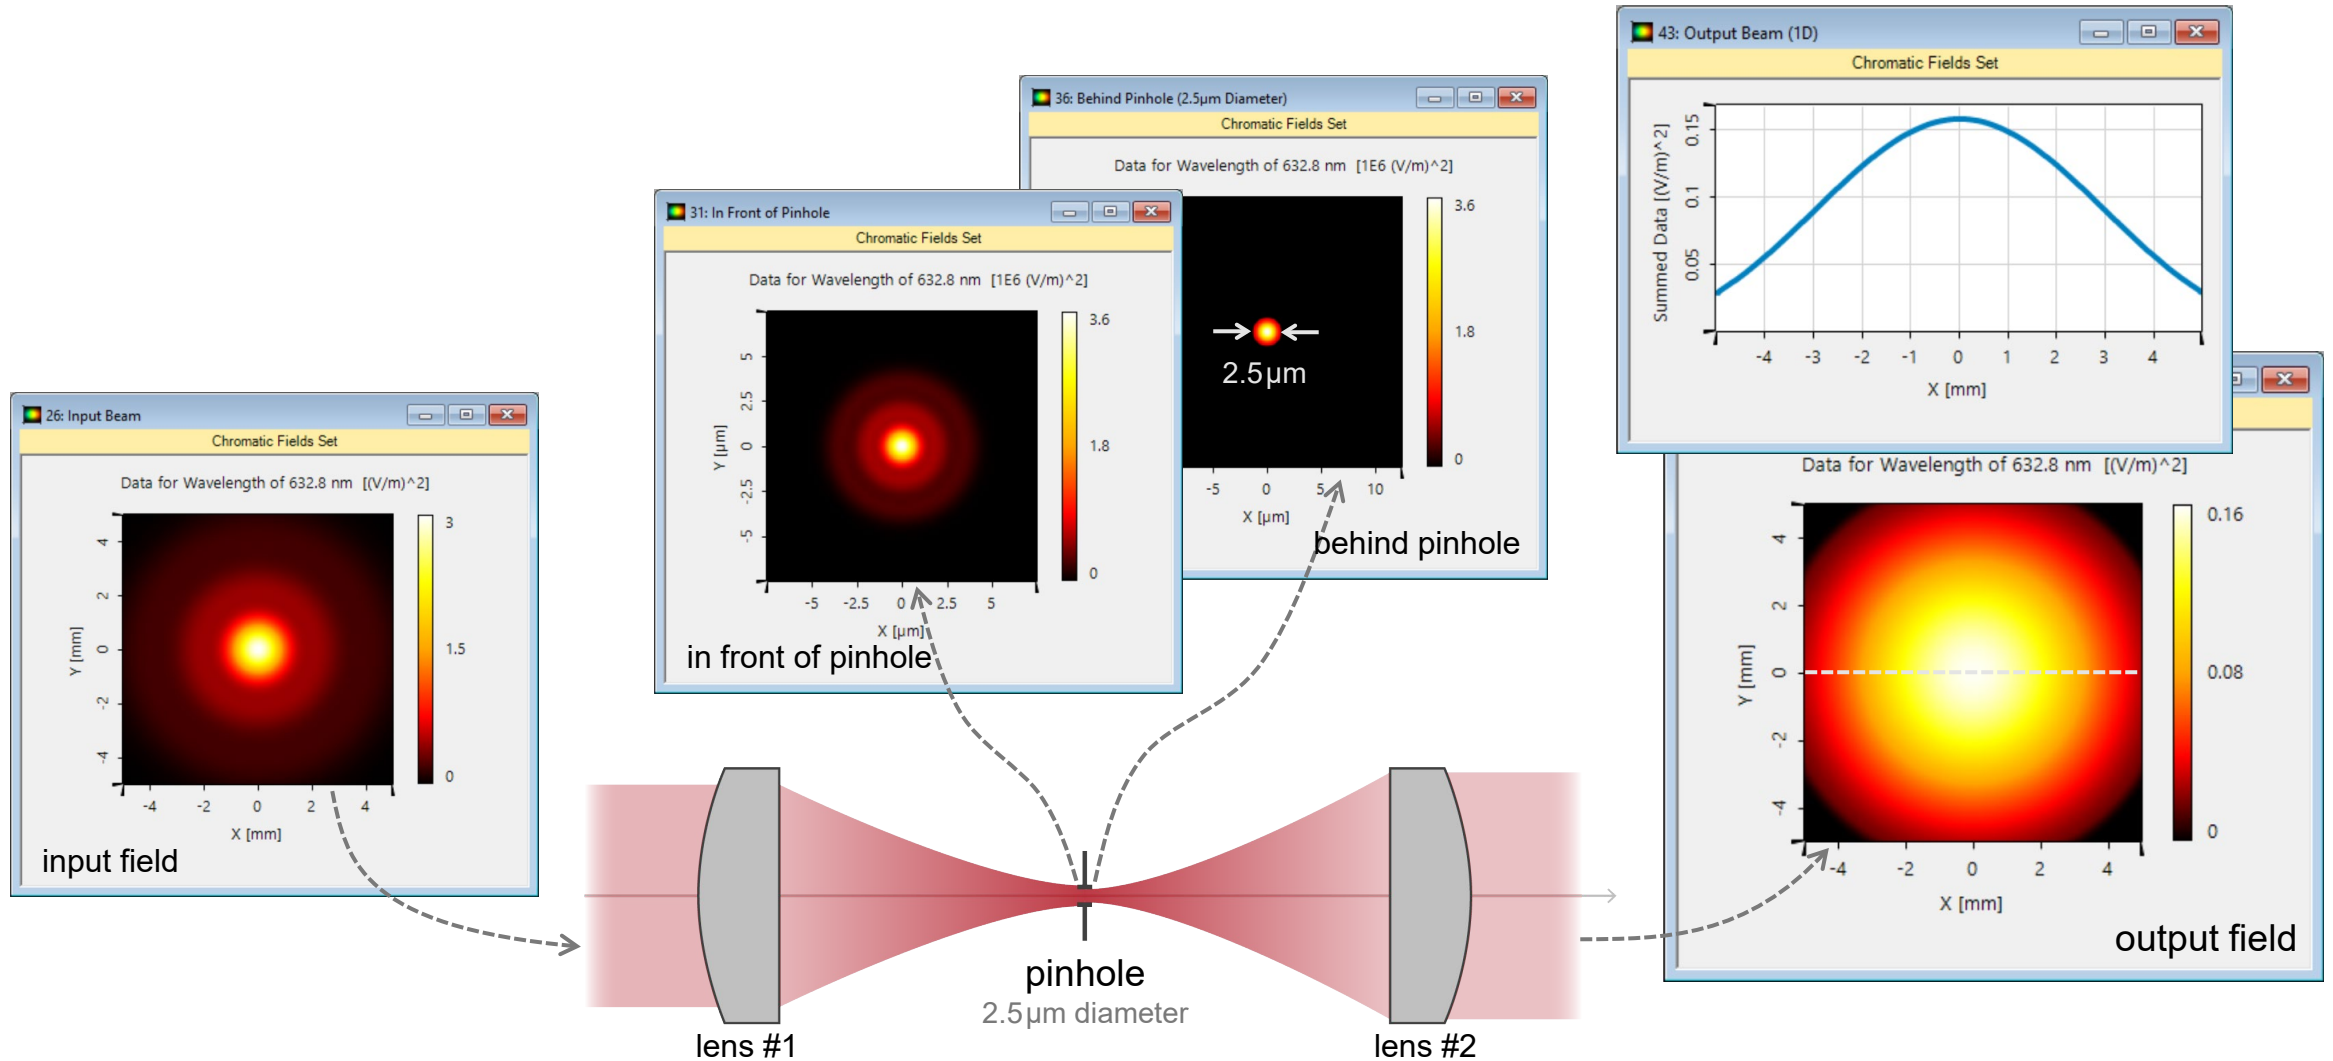 26: Input Beam
Chromatic Fields Set
Data for Wavelength of 632.8 nm [(V/m)^2]
Y [mm]
4
2
0
-2
-4
3
1.5
0
-4 -2 0 2 4
X [mm]
input field
31: In Front of Pinhole
Chromatic Fields Set
Data for Wavelength of 632.8 nm [1E6 (V/m)^2]
Y [µm]
5
2.5
0
-2.5
-5
3.6
1.8
0
-5 -2.5 0 2.5 5
X [µm]
in front of pinhole
36: Behind Pinhole (2.5µm Diameter)
Chromatic Fields Set
Data for Wavelength of 632.8 nm [1E6 (V/m)^2]
3.6
1.8
0
2.5µm
-5 0 5 10
X [µm]
behind pinhole
43: Output Beam (1D)
Chromatic Fields Set
Summed Data [(V/m)^2]
0.15
0.1
0.05
-4 -3 -2 -1 0 1 2 3 4
X [mm]
Data for Wavelength of 632.8 nm [(V/m)^2]
Y [mm]
4
2
0
-2
-4
0.16
0.08
0
-4 -2 0 2 4
X [mm]
output field
lens #1
pinhole
2.5µm diameter
lens #2